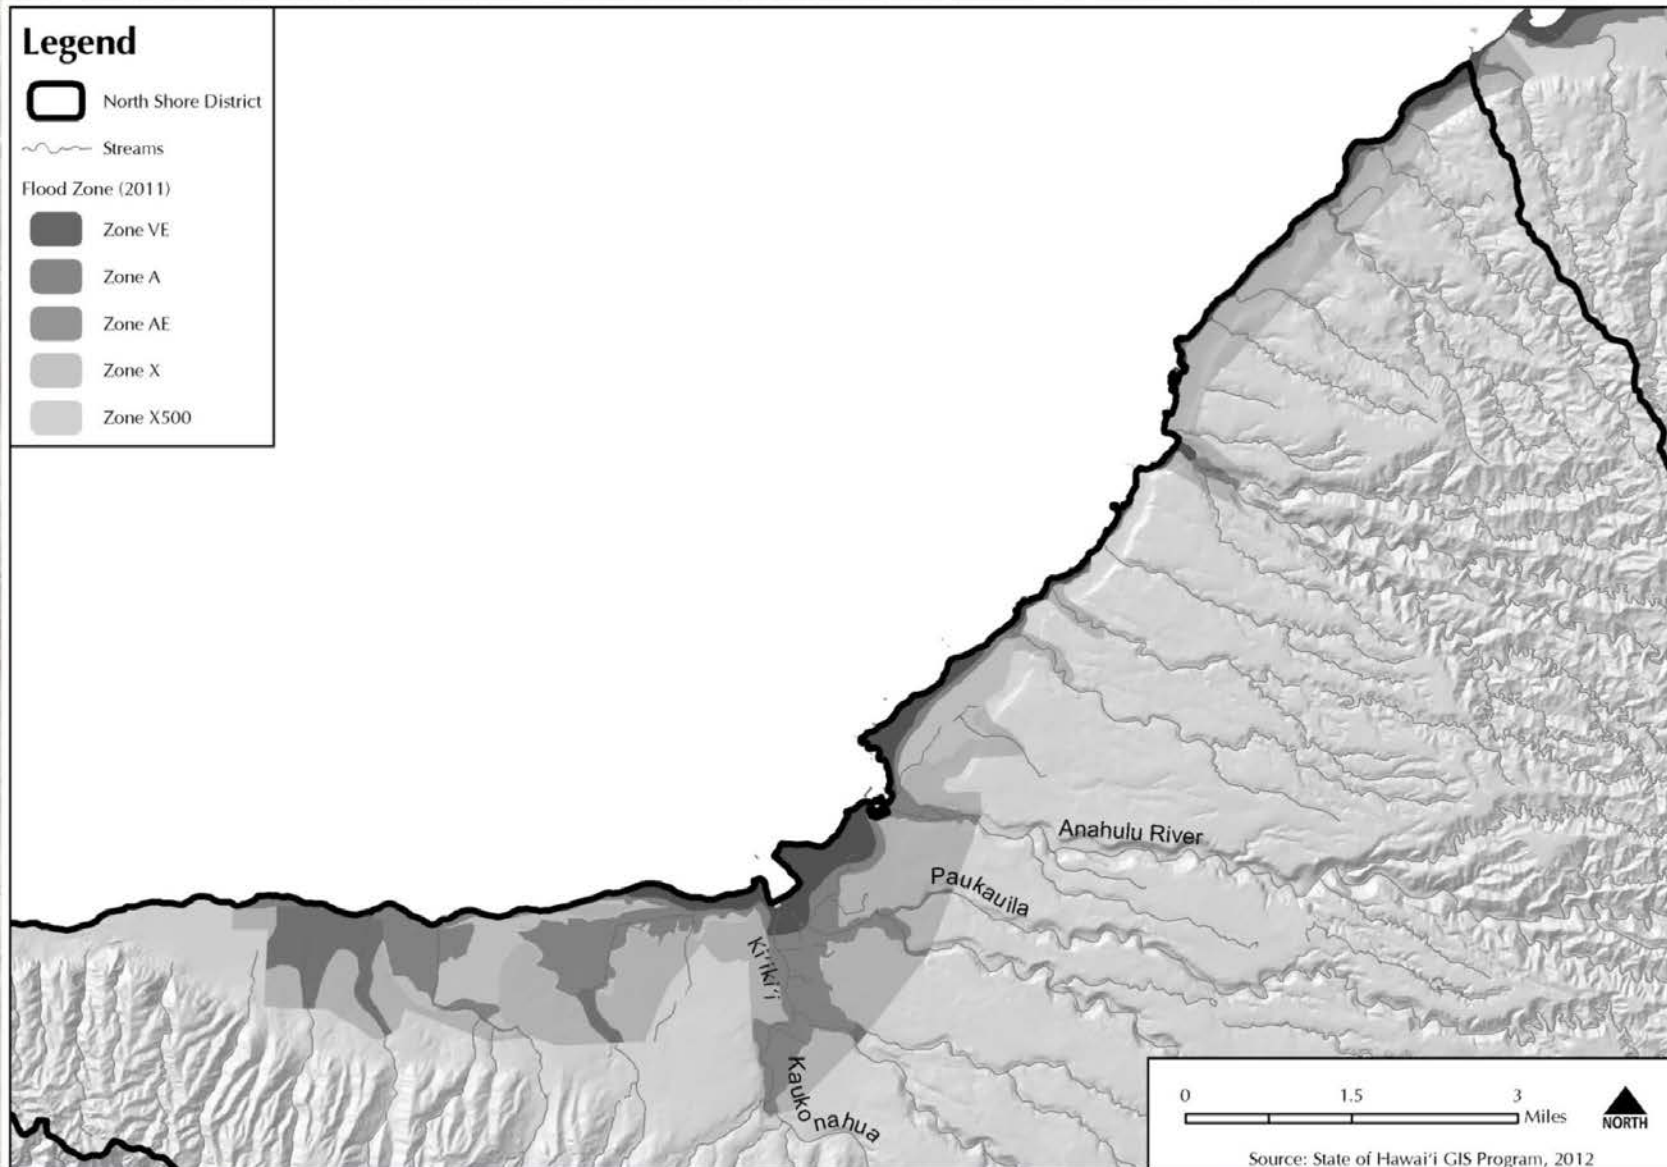 Legend
North Shore District
Streams
Flood Zone (2011)
Zone VE
Zone A
Zone AE
Zone X
Zone X500
Anahulu River
Paukauila
Ki'iki'i
Kaukonahua
0 1.5 3 Miles
NORTH
Source: State of Hawai‘i GIS Program, 2012